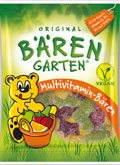 ORIGINAL
BÄREN
GARTEN
Multivitamin-Bären
VEGAN